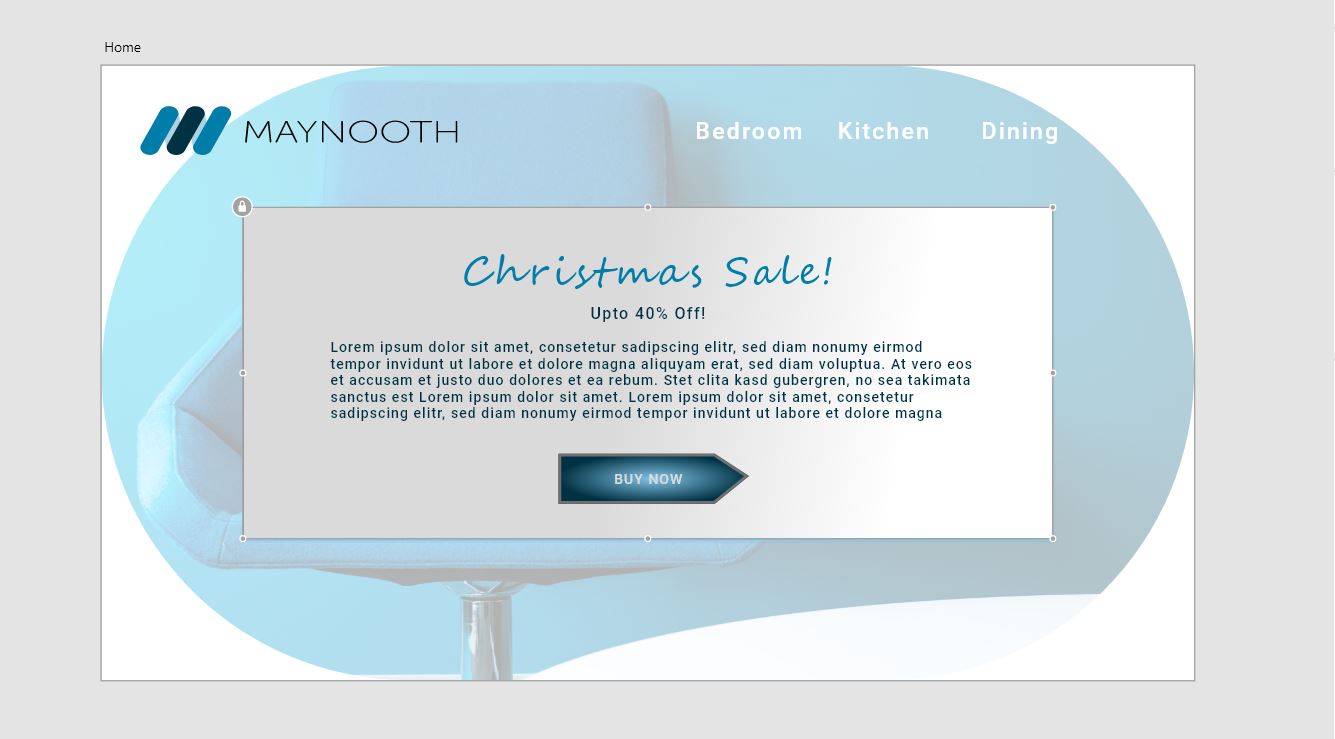 Home
MAYNOOTH
Bedroom Kitchen Dining
Christmas Sale!
Upto 40% Off!
Lorem ipsum dolor sit amet, consetetur sadipscing elitr, sed diam nonumy eirmod
tempor invidunt ut labore et dolore magna aliquyam erat, sed diam voluptua. At vero eos
et accusam et justo duo dolores et ea rebum. Stet clita kasd gubergren, no sea takimata
sanctus est Lorem ipsum dolor sit amet. Lorem ipsum dolor sit amet, consetetur
sadipscing elitr, sed diam nonumy eirmod tempor invidunt ut labore et dolore magna
BUY NOW